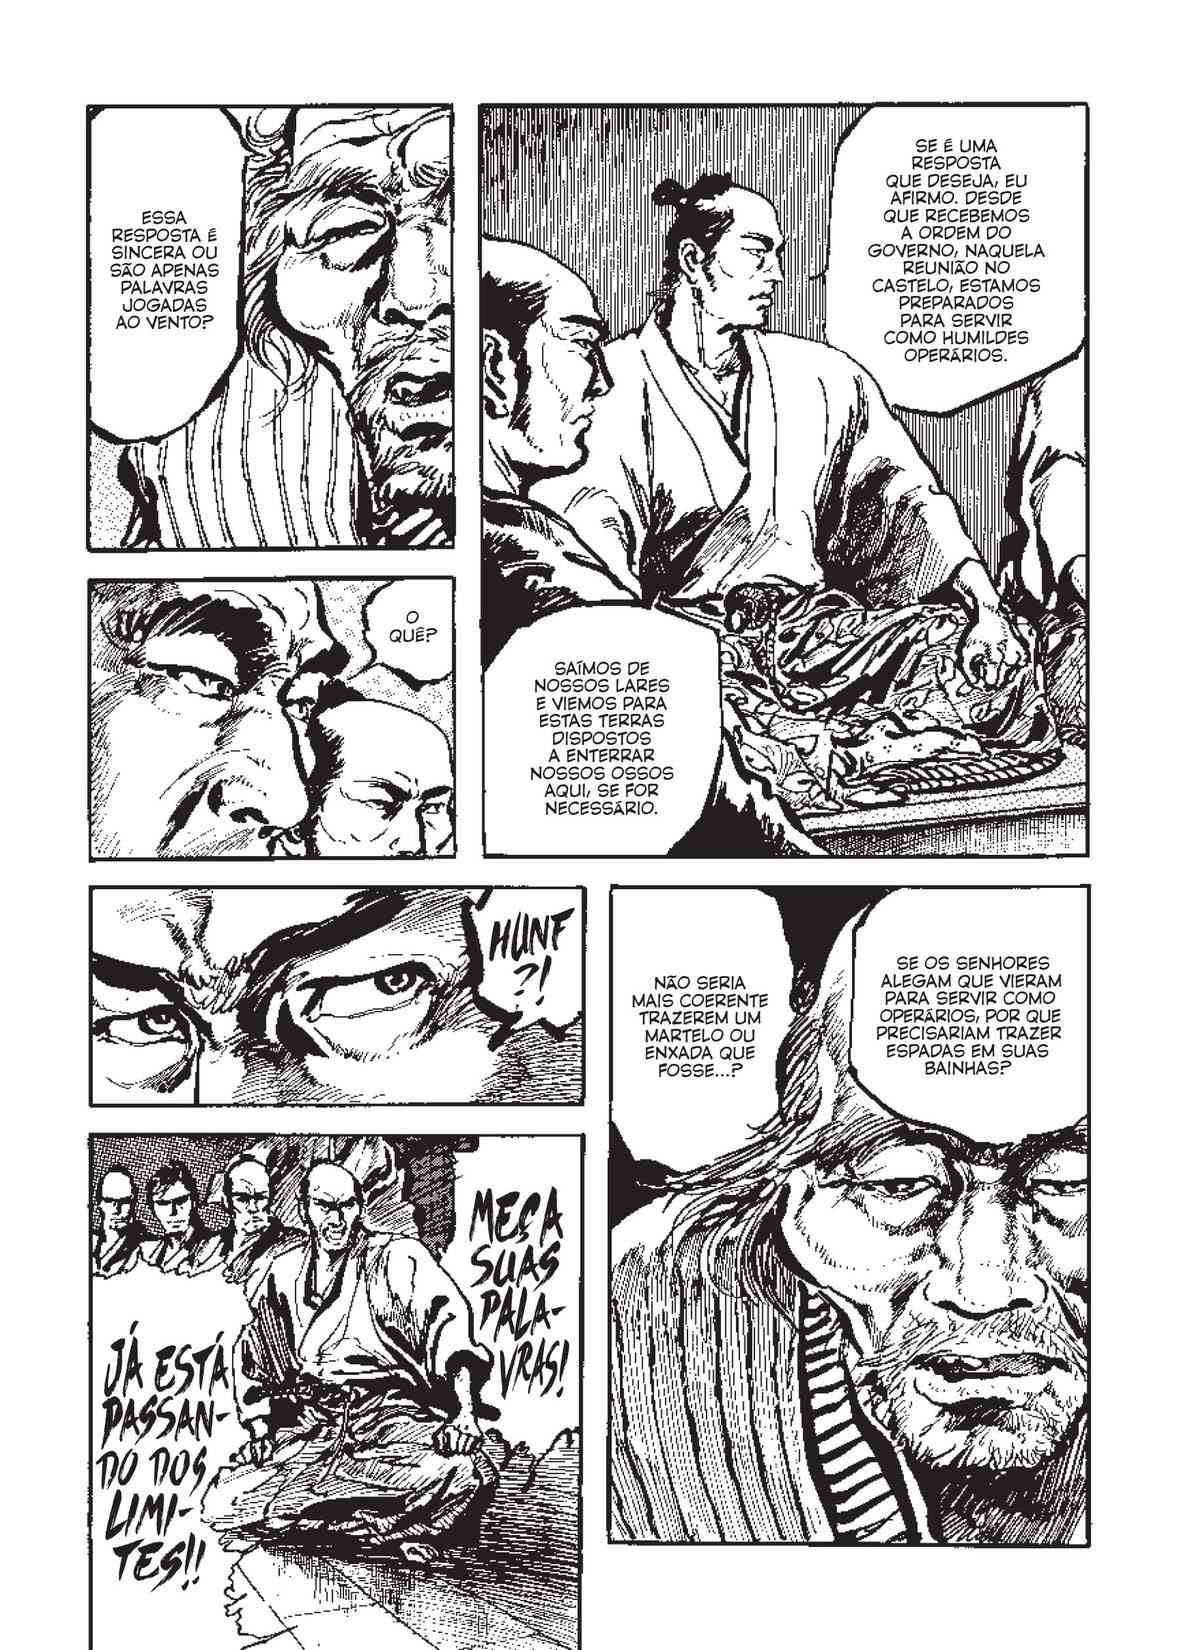 SE É UMA
RESPOSTA
QUE DESEJA, EU
AFIRMO. DESDE
QUE RECEBEMOS
A ORDEM DO
GOVERNO, NAQUELA
REUNIÃO NO
CASTELO, ESTAMOS
PREPARADOS
PARA SERVIR
COMO HUMILDES
OPERÁRIOS.
SAÍMOS DE
NOSSOS LARES
E VIEMOS PARA
ESTAS TERRAS
DISPOSTOS
A ENTERRAR
NOSSOS OSSOS
AQUI, SE FOR
NECESSÁRIO.
ESSA
RESPOSTA É
SINCERA OU
SÃO APENAS
PALAVRAS
JOGADAS
AO VENTO?
O
QUÊ?
SE OS SENHORES
ALEGAM QUE VIERAM
PARA SERVIR COMO
OPERÁRIOS, POR QUE
PRECISARIAM TRAZER
ESPADAS EM SUAS
BAINHAS?
NÃO SERIA
MAIS COERENTE
TRAZEREM UM
MARTELO OU
ENXADA QUE
FOSSE...?
HUNF
?!
MEÇA
SUAS
PALA-
VRAS!
JÁ ESTÁ
PASSAN-
DO DOS
LIMI-
TES!!